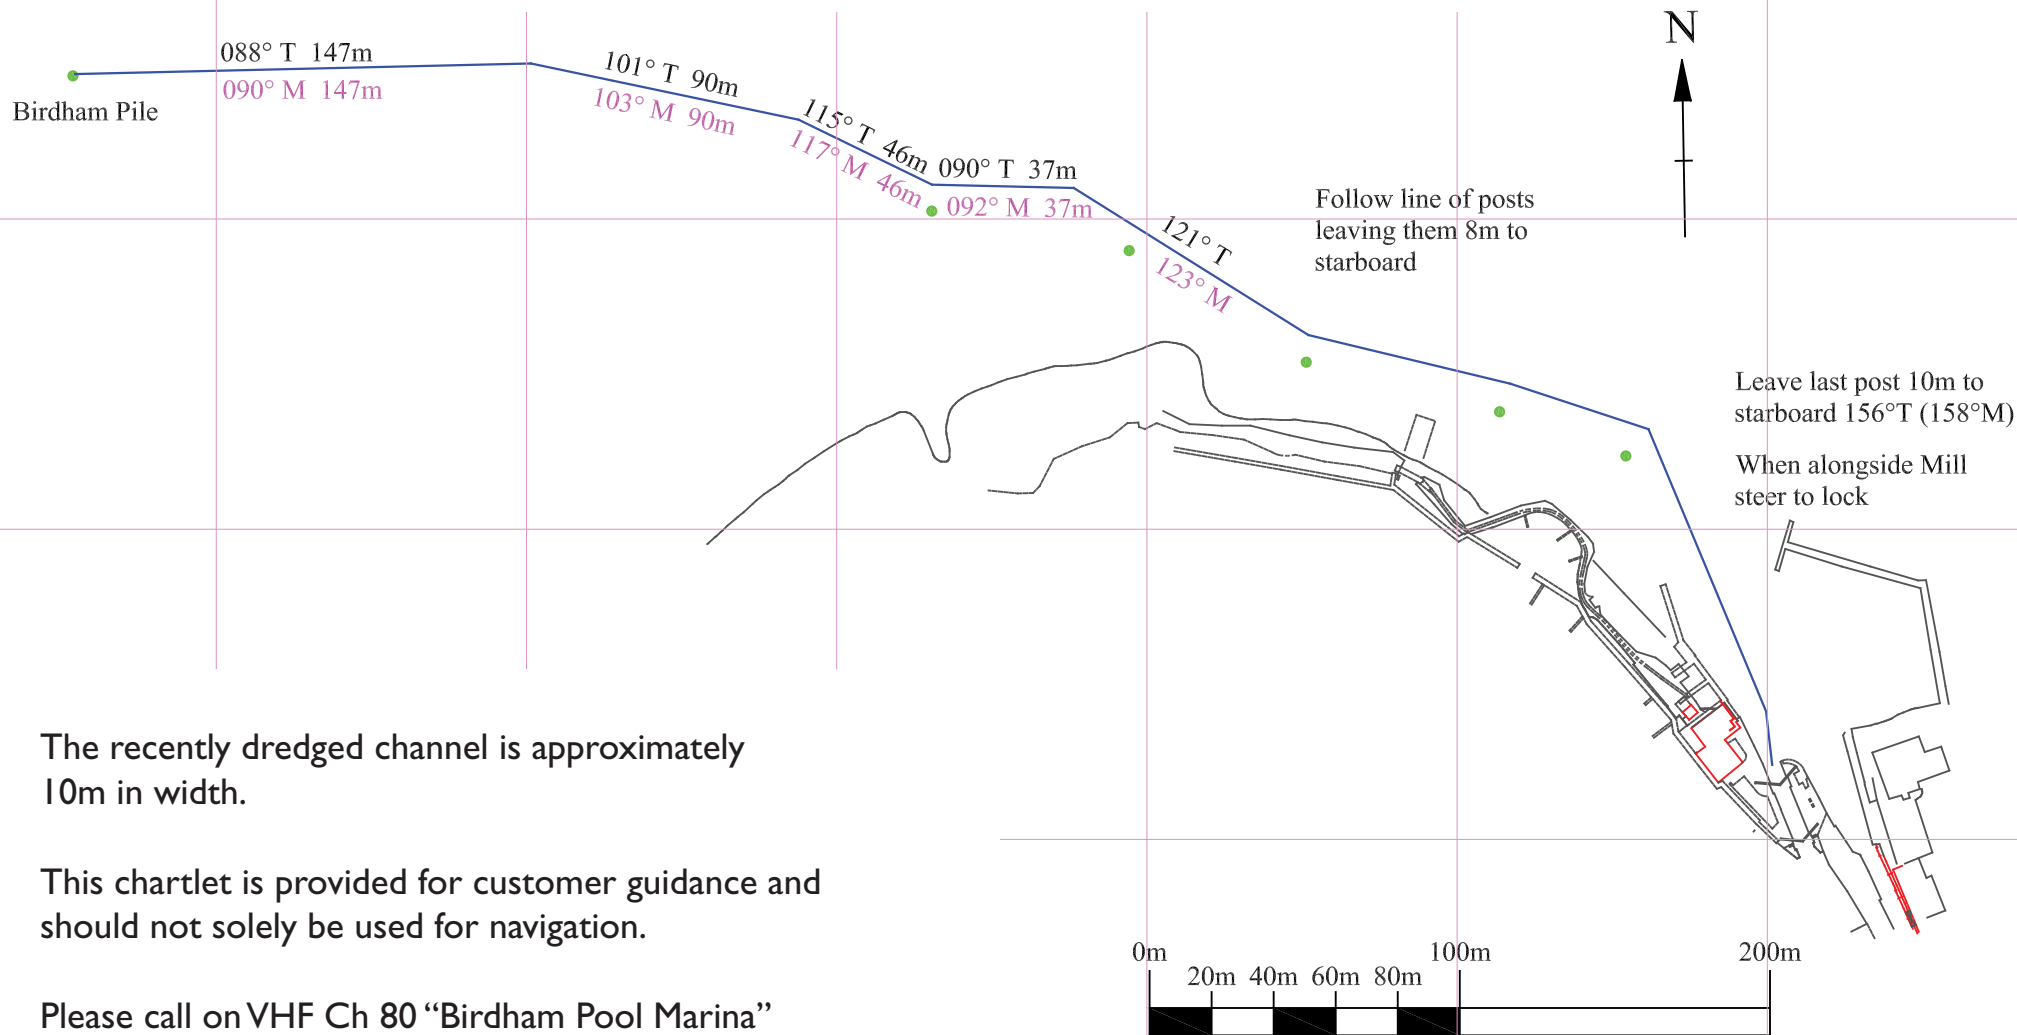 N
088° T 147m
090° M 147m
Birdham Pile
101° T 90m
103° M 90m
115° T 46m
117° M 46m
090° T 37m
092° M 37m
121° T
123° M
Follow line of posts
leaving them 8m to
starboard
Leave last post 10m to
starboard 156°T (158°M)
When alongside Mill
steer to lock
The recently dredged channel is approximately
10m in width.
This chartlet is provided for customer guidance and
should not solely be used for navigation.
Please call on VHF Ch 80 “Birdham Pool Marina”
0m
100m
200m
20m 40m 60m 80m